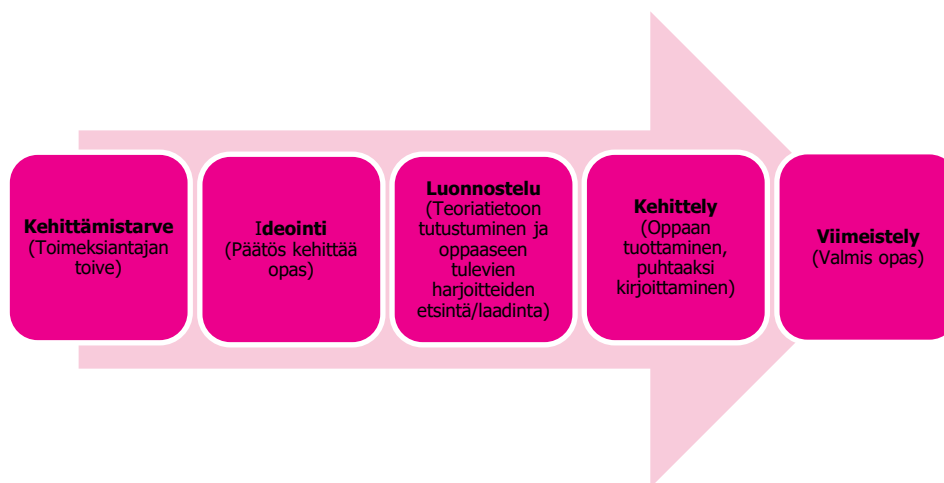 Kehittämistarve
(Toimeksiantajan
toive)
Ideointi
(Päätös kehittää
opas)
Luonnostelu
(Teoriatietoon
tutustuminen ja
oppaaseen
tulevien
harjoitteiden
etsintä/laadinta)
Kehittely
(Oppaan
tuottaminen,
puhtaaksi
kirjoittaminen)
Viimeistely
(Valmis opas)